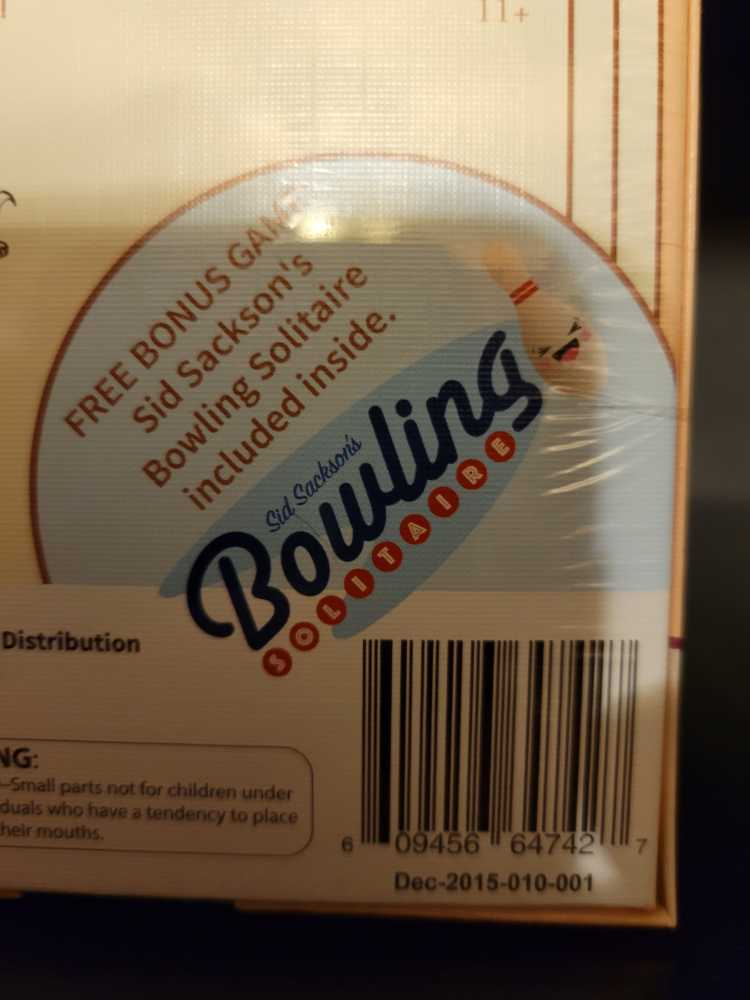 11+
FREE BONUS GAME
Sid Sackson's
Bowling Solitaire
included inside.
Sid Sackson's
Bowling
SOLITAIRE
Distribution
NG:
–Small parts not for children under
duals who have a tendency to place
heir mouths.
6 09456 64742 7
Dec-2015-010-001